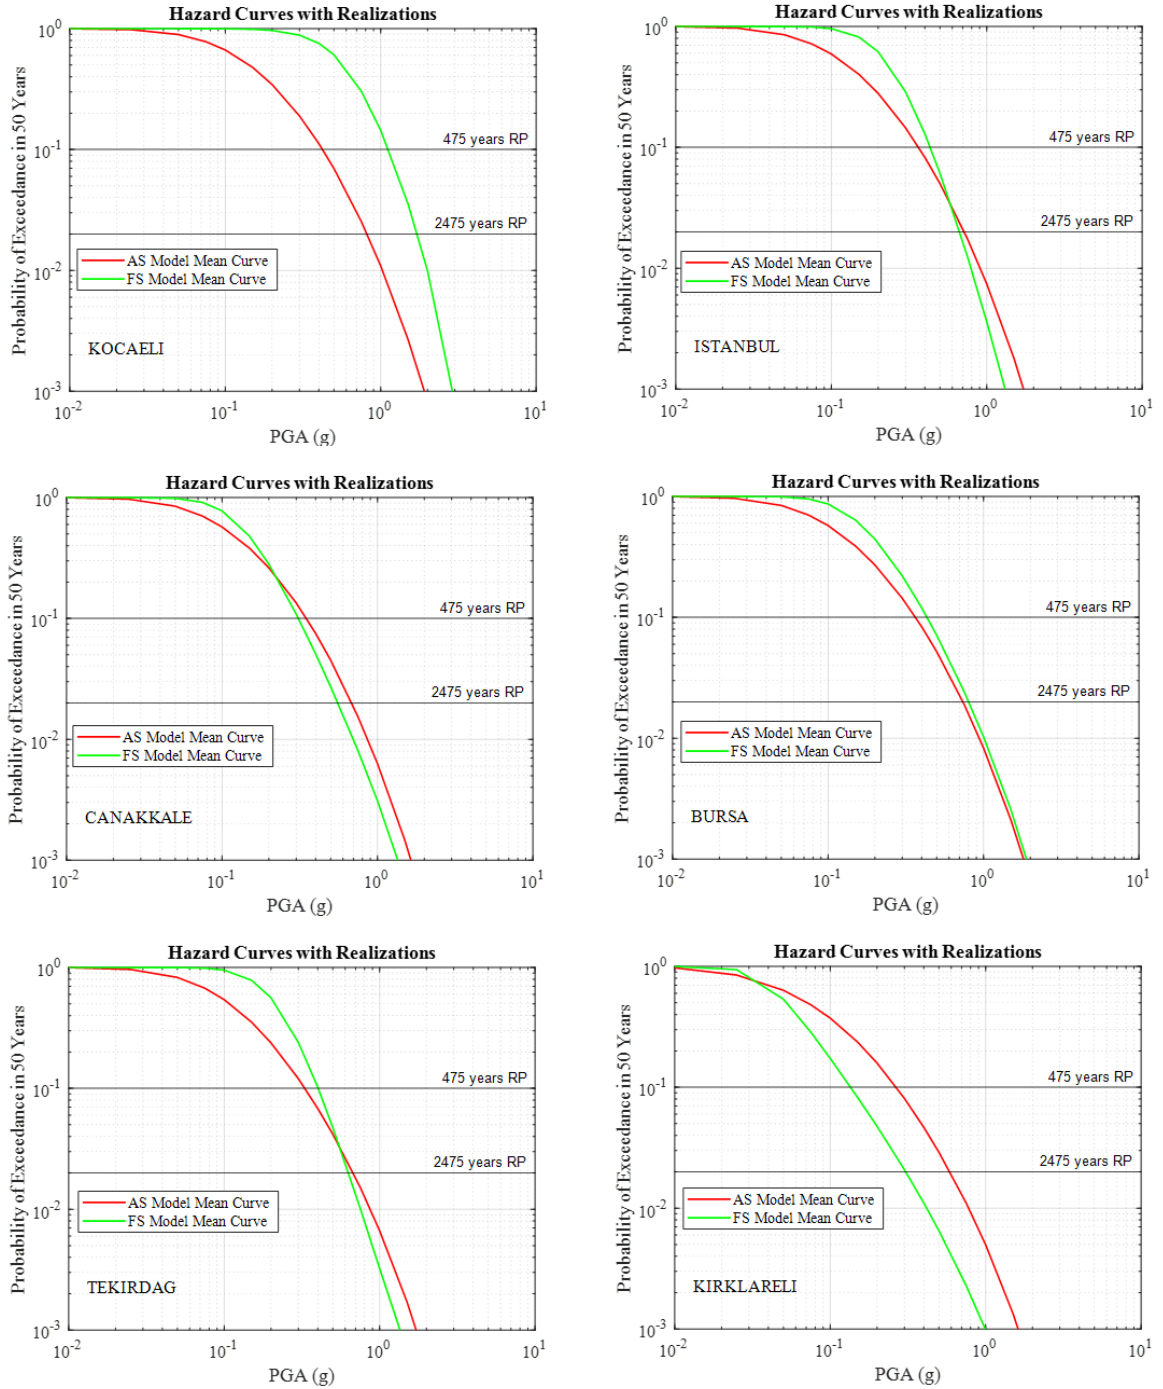 Hazard Curves with Realizations
Probability of Exceedance in 50 Years
10^0
10^-1
10^-2
10^-3
475 years RP
2475 years RP
AS Model Mean Curve
FS Model Mean Curve
KOCAELI
10^-2 10^-1 10^0 10^1
PGA (g)
Hazard Curves with Realizations
Probability of Exceedance in 50 Years
10^0
10^-1
10^-2
10^-3
475 years RP
2475 years RP
AS Model Mean Curve
FS Model Mean Curve
ISTANBUL
10^-2 10^-1 10^0 10^1
PGA (g)
Hazard Curves with Realizations
Probability of Exceedance in 50 Years
10^0
10^-1
10^-2
10^-3
475 years RP
2475 years RP
AS Model Mean Curve
FS Model Mean Curve
CANAKKALE
10^-2 10^-1 10^0 10^1
PGA (g)
Hazard Curves with Realizations
Probability of Exceedance in 50 Years
10^0
10^-1
10^-2
10^-3
475 years RP
2475 years RP
AS Model Mean Curve
FS Model Mean Curve
BURSA
10^-2 10^-1 10^0 10^1
PGA (g)
Hazard Curves with Realizations
Probability of Exceedance in 50 Years
10^0
10^-1
10^-2
10^-3
475 years RP
2475 years RP
AS Model Mean Curve
FS Model Mean Curve
TEKIRDAG
10^-2 10^-1 10^0 10^1
PGA (g)
Hazard Curves with Realizations
Probability of Exceedance in 50 Years
10^0
10^-1
10^-2
10^-3
475 years RP
2475 years RP
AS Model Mean Curve
FS Model Mean Curve
KIRKLARELI
10^-2 10^-1 10^0 10^1
PGA (g)